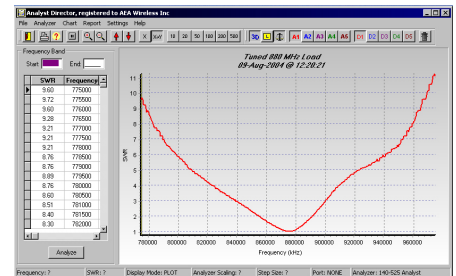 Analyst Director, registered to AEA Wireless Inc
File Analyzer Chart Report Settings Help
X X+Y 10 20 50 100 200 500 3D A1 A2 A3 A4 A5 D1 D2 D3 D4 D5
Frequency Band
Start End:
SWR Frequency
9.60 775000
9.72 775500
9.60 776000
9.28 776500
9.21 777000
9.21 777500
9.21 778000
8.76 778500
8.76 779000
8.89 779500
8.76 780000
8.60 780500
8.51 781000
8.40 781500
8.30 782000
Analyze
Tuned 880 MHz Load
09-Aug-2004 @ 12:20:21
SWR
11
10
9
8
7
6
5
4
3
2
1
780000 800000 820000 840000 860000 880000 900000 920000 940000 960000
Frequency (kHz)
Frequency: ? SWR: ? Display Mode: PLOT Analyzer Scaling: ? Step Size: ? Port: NONE Analyzer: 140-525 Analyst